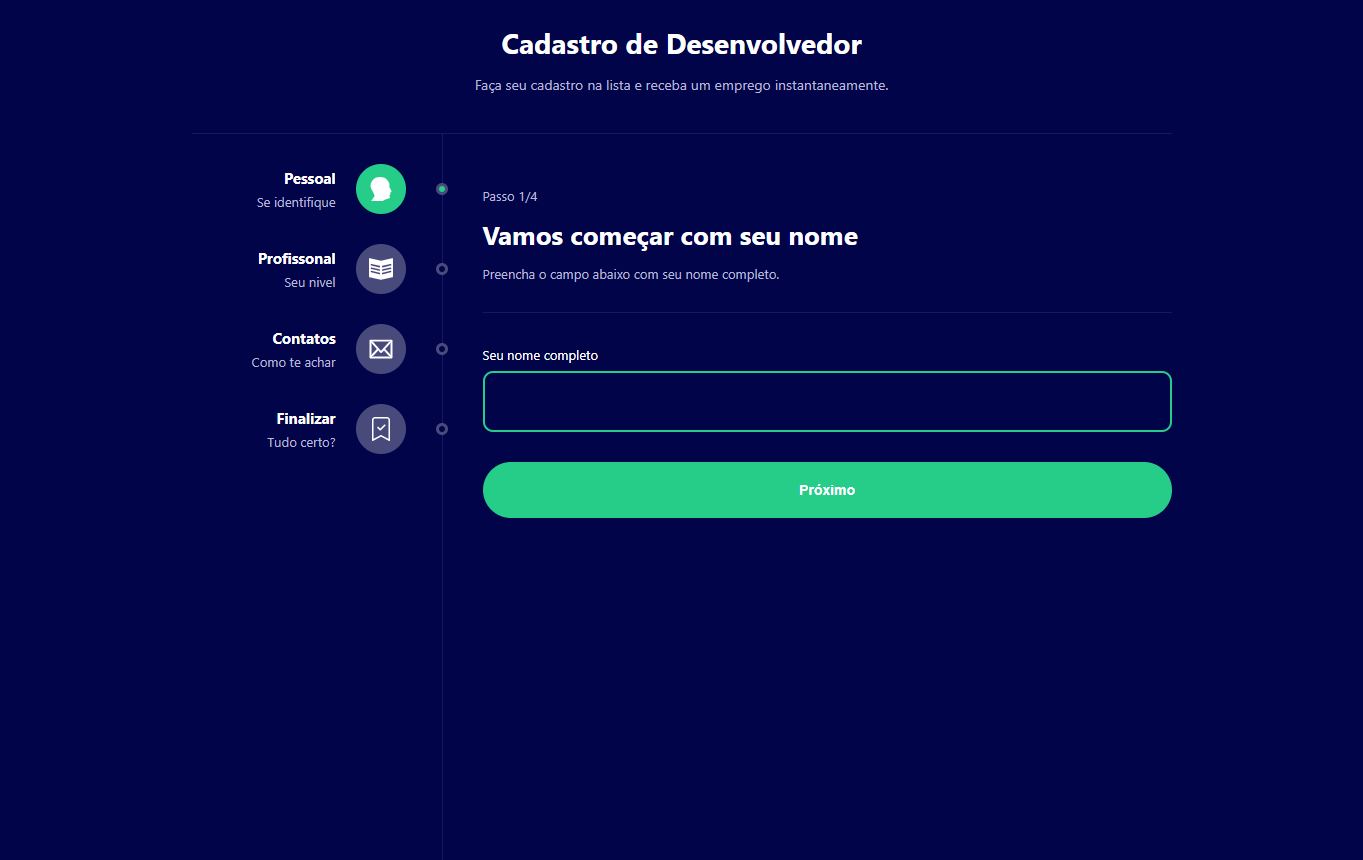 Cadastro de Desenvolvedor
Faça seu cadastro na lista e receba um emprego instantaneamente.
Pessoal
Se identifique
Profissonal
Seu nivel
Contatos
Como te achar
Finalizar
Tudo certo?
Passo 1/4
Vamos começar com seu nome
Preencha o campo abaixo com seu nome completo.
Seu nome completo
Próximo